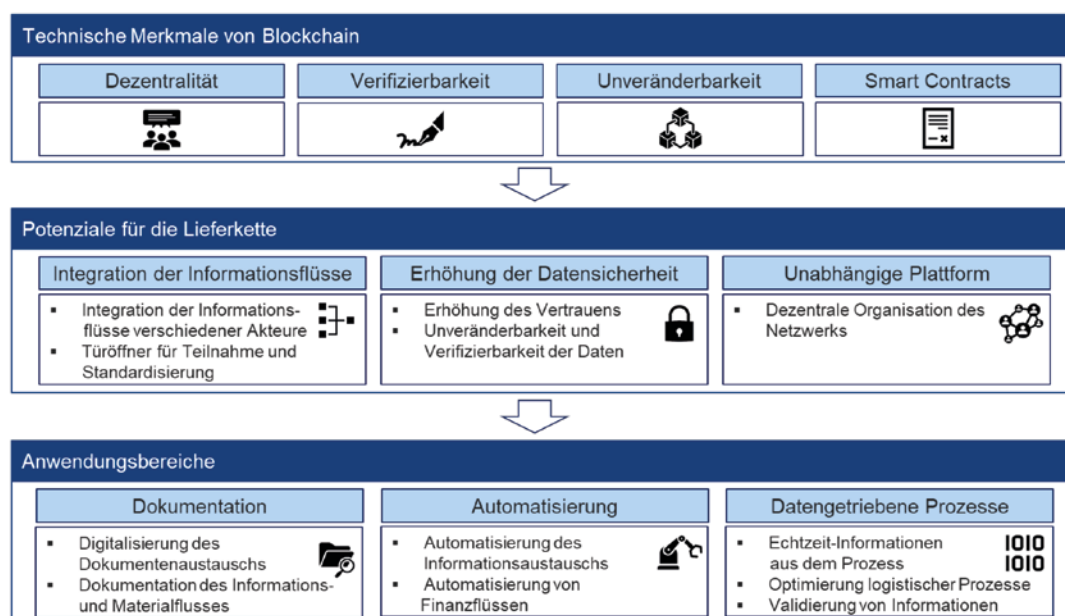 Technische Merkmale von Blockchain
Dezentralität
Verifizierbarkeit
Unveränderbarkeit
Smart Contracts
Potenziale für die Lieferkette
Integration der Informationsflüsse
Erhöhung der Datensicherheit
Unabhängige Plattform
▪ Integration der Informations-
flüsse verschiedener Akteure
▪ Türöffner für Teilnahme und
Standardisierung
▪ Erhöhung des Vertrauens
▪ Unveränderbarkeit und
Verifizierbarkeit der Daten
▪ Dezentrale Organisation des
Netzwerks
Anwendungsbereiche
Dokumentation
Automatisierung
Datengetriebene Prozesse
▪ Digitalisierung des
Dokumentenaustauschs
▪ Dokumentation des Informations-
und Materialflusses
▪ Automatisierung des
Informationsaustauschs
▪ Automatisierung von
Finanzflüssen
▪ Echtzeit-Informationen
aus dem Prozess
▪ Optimierung logistischer Prozesse
▪ Validierung von Informationen
1010
1010